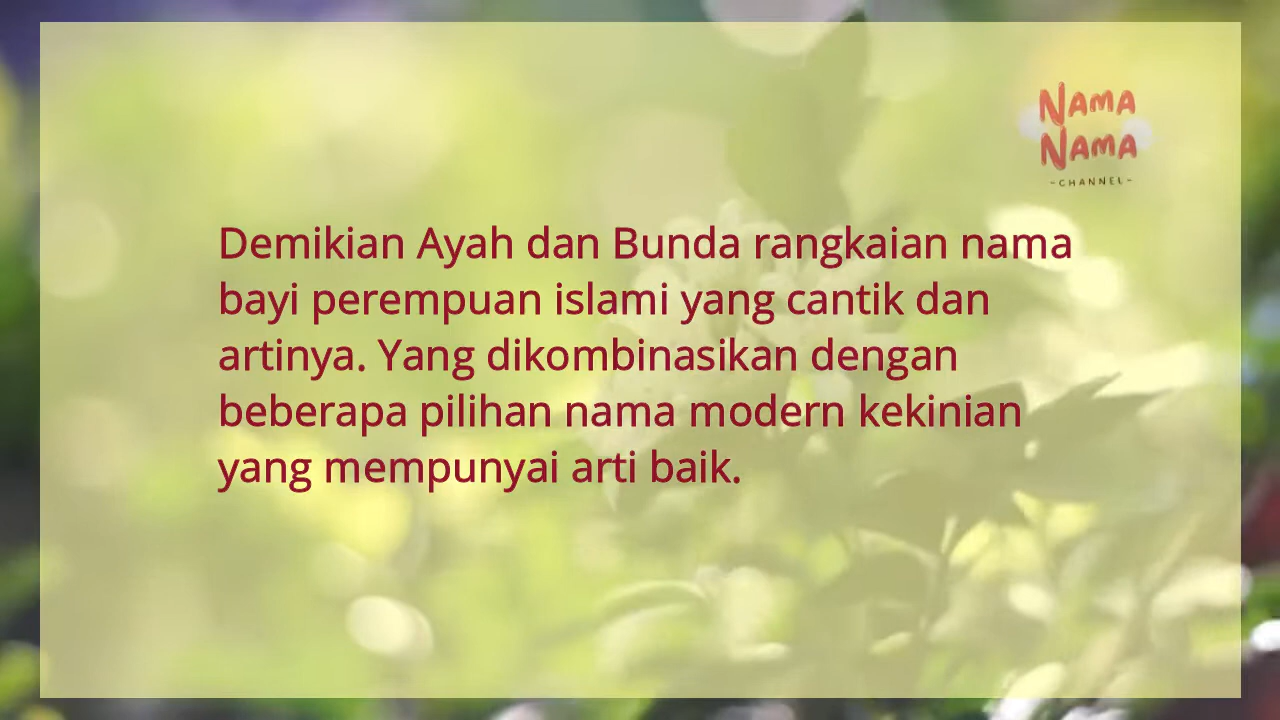 NAMA
NAMA
-CHANNEL-
Demikian Ayah dan Bunda rangkaian nama
bayi perempuan islami yang cantik dan
artinya. Yang dikombinasikan dengan
beberapa pilihan nama modern kekinian
yang mempunyai arti baik.